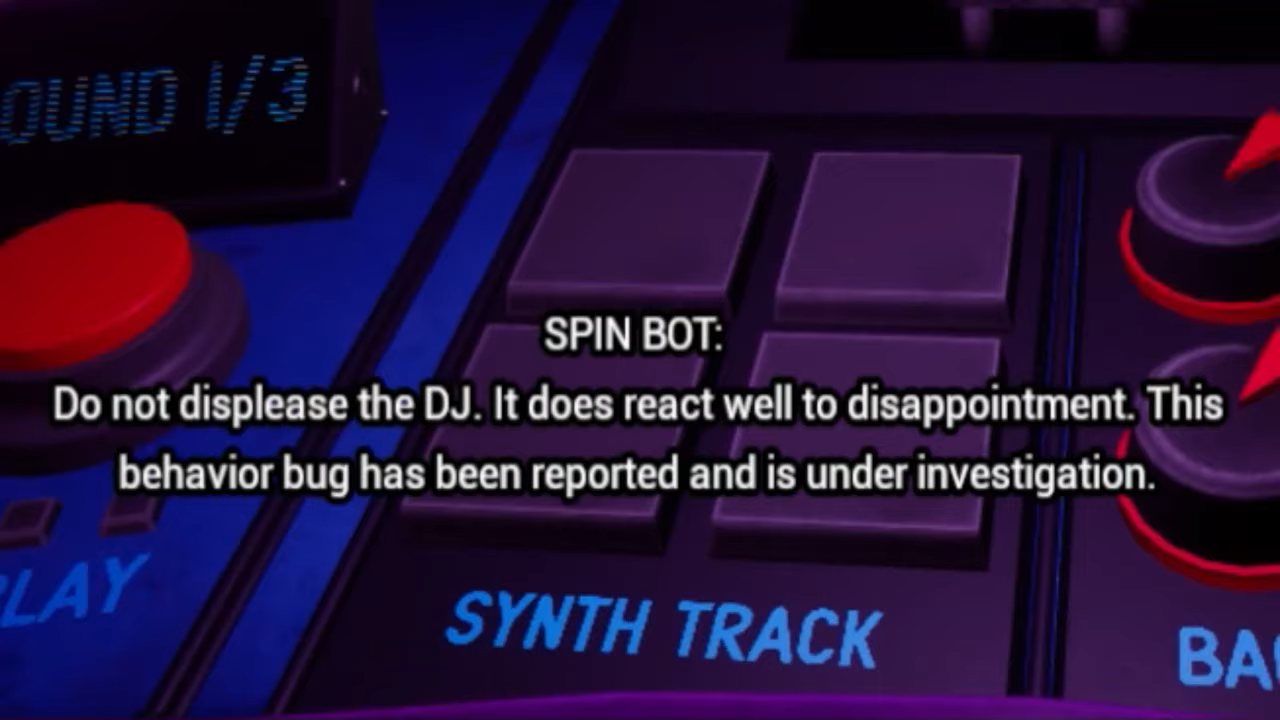 OUND 1/3
SPIN BOT:
Do not displease the DJ. It does react well to disappointment. This
behavior bug has been reported and is under investigation.
PLAY
SYNTH TRACK
BA